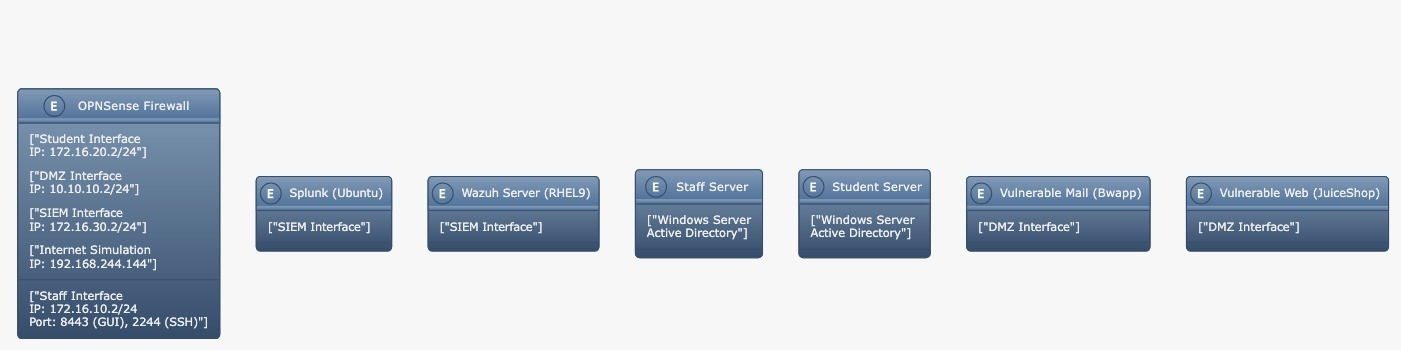 E OPNSense Firewall
["Student Interface
IP: 172.16.20.2/24"]
["DMZ Interface
IP: 10.10.10.2/24"]
["SIEM Interface
IP: 172.16.30.2/24"]
["Internet Simulation
IP: 192.168.244.144"]
["Staff Interface
IP: 172.16.10.2/24
Port: 8443 (GUI), 2244 (SSH)"]
E Splunk (Ubuntu)
["SIEM Interface"]
E Wazuh Server (RHEL9)
["SIEM Interface"]
E Staff Server
["Windows Server
Active Directory"]
E Student Server
["Windows Server
Active Directory"]
E Vulnerable Mail (Bwapp)
["DMZ Interface"]
E Vulnerable Web (JuiceShop)
["DMZ Interface"]